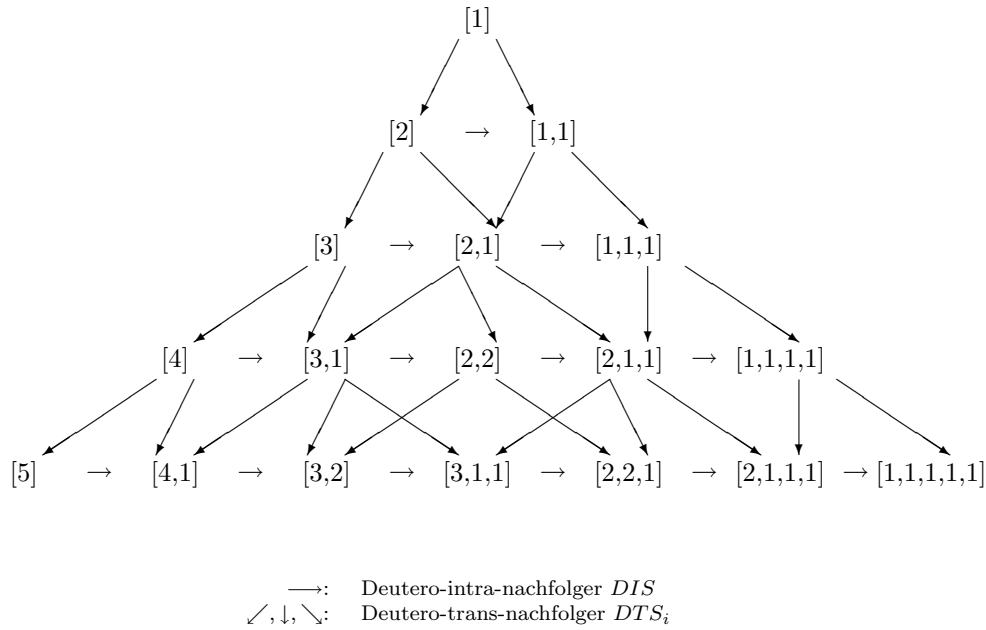 [1]
[2] → [1,1]
[3] → [2,1] → [1,1,1]
[4] → [3,1] → [2,2] → [2,1,1] → [1,1,1,1]
[5] → [4,1] → [3,2] → [3,1,1] → [2,2,1] → [2,1,1,1] → [1,1,1,1,1]
⟶: Deutero-intra-nachfolger DIS
↙,↓,↘: Deutero-trans-nachfolger DTS_i